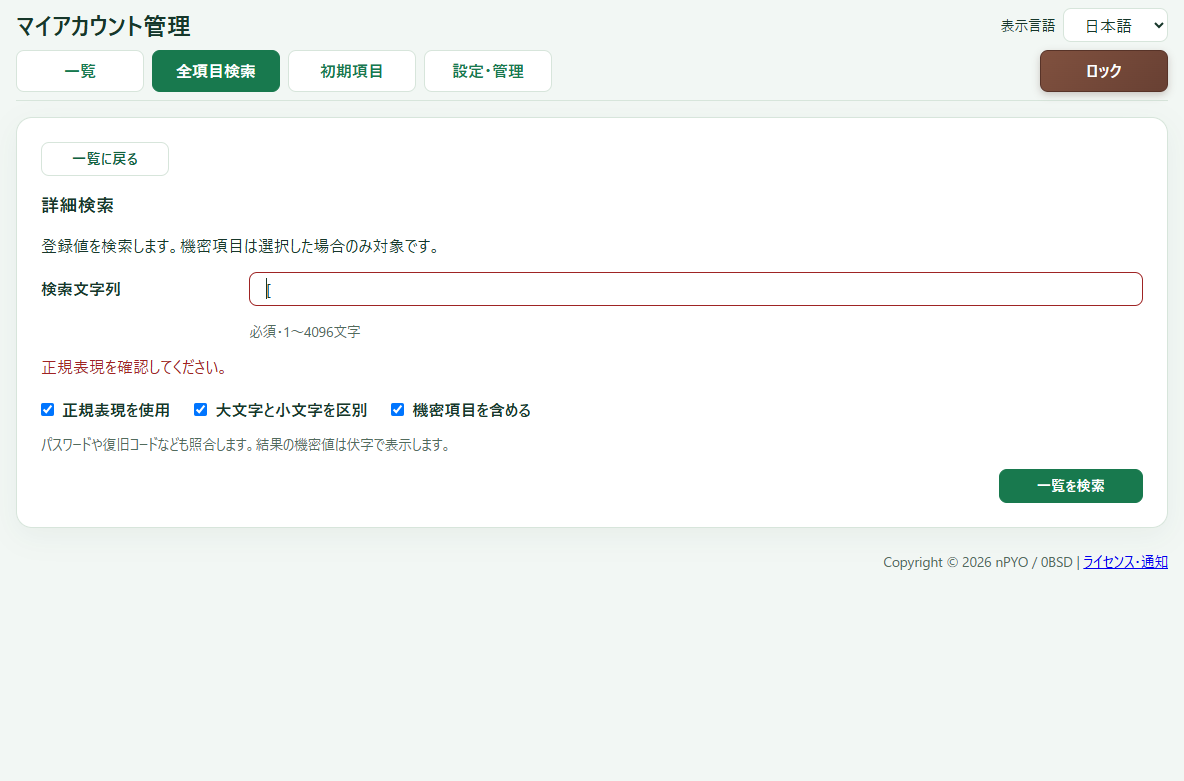 マイアカウント管理
表示言語 日本語
一覧 全項目検索 初期項目 設定・管理 ロック
一覧に戻る
詳細検索
登録値を検索します。機密項目は選択した場合のみ対象です。
検索文字列
必須・1～4096文字
正規表現を確認してください。
正規表現を使用 大文字と小文字を区別 機密項目を含める
パスワードや復旧コードなども照合します。結果の機密値は伏字で表示します。
一覧を検索
Copyright © 2026 nPYO / 0BSD | ライセンス・通知